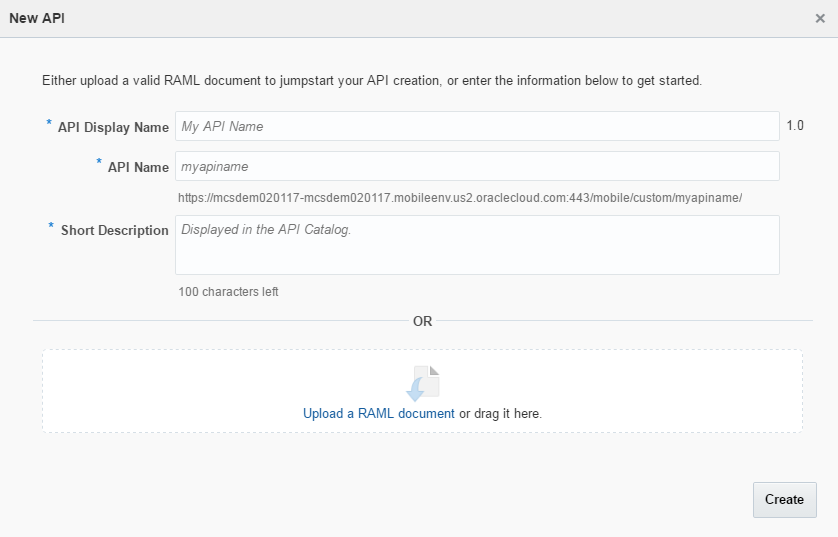 New API ×
Either upload a valid RAML document to jumpstart your API creation, or enter the information below to get started.
* API Display Name My API Name 1.0
* API Name myapiname
https://mcsdem020117-mcsdem020117.mobileenv.us2.oraclecloud.com:443/mobile/custom/myapiname/
* Short Description Displayed in the API Catalog.
100 characters left
OR
Upload a RAML document or drag it here.
Create